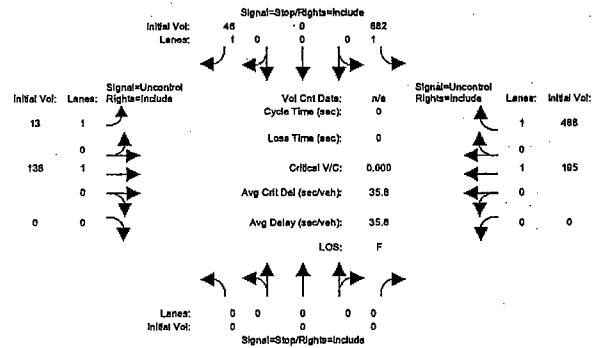 Signal=Stop/Rights=Include
Initial Vol: 46 0 682
Lanes: 1 0 0 0 1
Signal=Uncontrol
Initial Vol: Lanes: Rights=Include
Vol Cnt Date: n/a
Cycle Time (sec): 0
Signal=Uncontrol
Rights=Include Lanes: Initial Vol:
13 1
1 488
Loss Time (sec): 0
0
0
138 1
Critical V/C: 0.000
1 195
0
Avg Crit Del (sec/veh): 35.8
0
0 0
Avg Delay (sec/veh): 35.8
0 0
LOS: F
Lanes: 0 0 0 0 0
Initial Vol: 0 0 0
Signal=Stop/Rights=Include